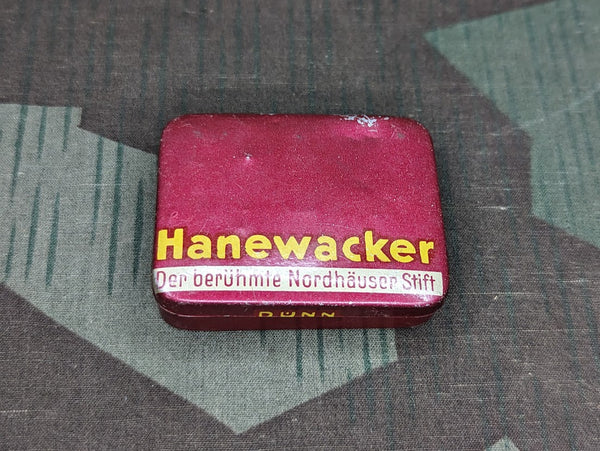 Hanewacker
Der berühmte Nordhäuser Stift
DÜNN